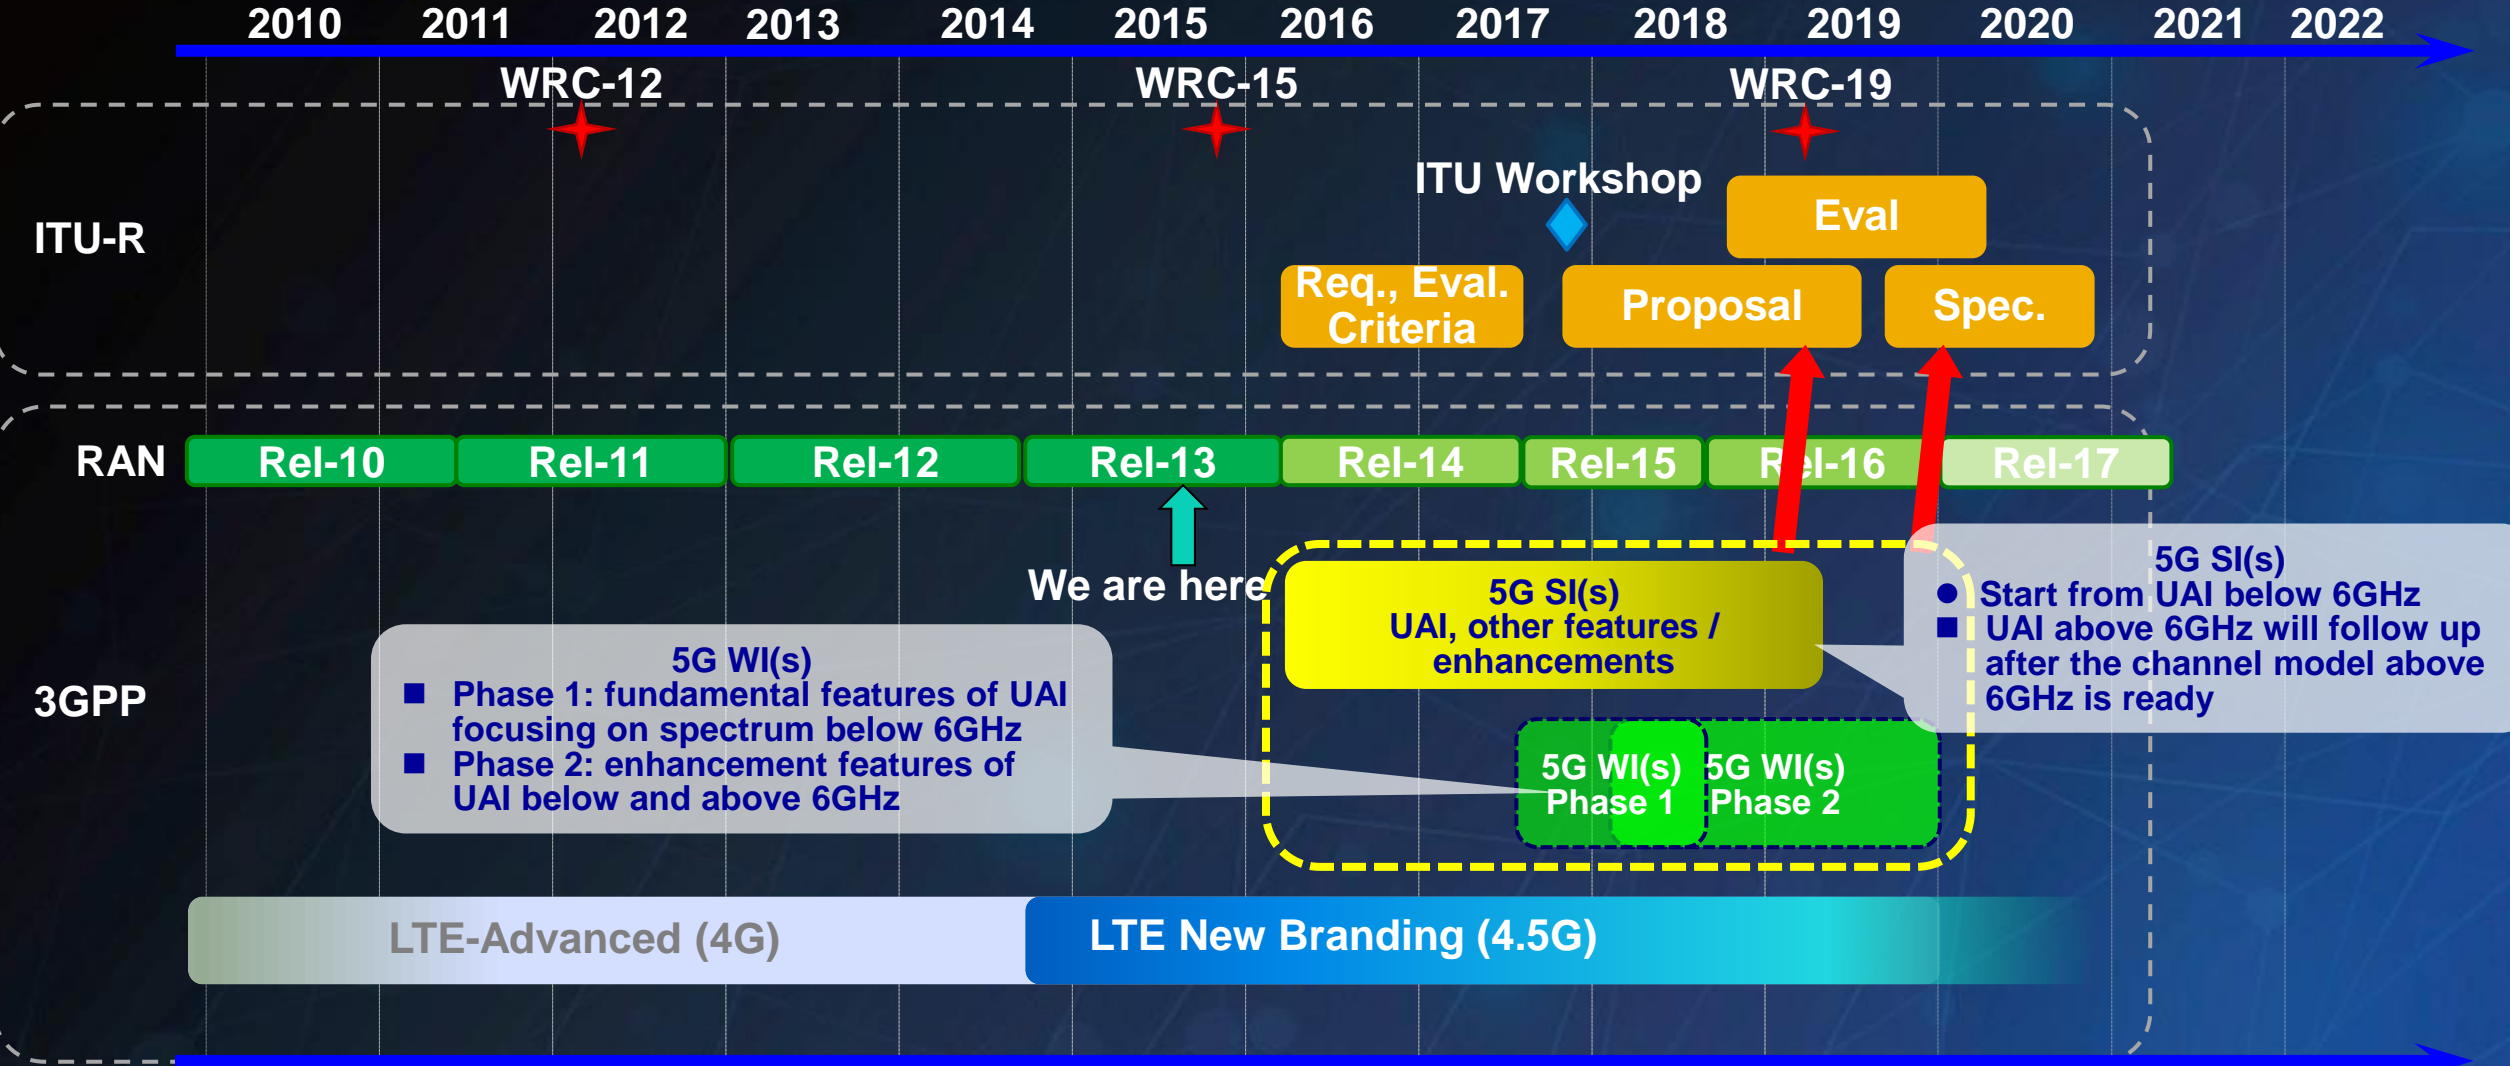 2010 2011 2012 2013 2014 2015 2016 2017 2018 2019 2020 2021 2022
WRC-12 WRC-15 WRC-19
ITU Workshop
Eval
ITU-R
Req., Eval.
Criteria
Proposal
Spec.
RAN Rel-10 Rel-11 Rel-12 Rel-13 Rel-14 Rel-15 Rel-16 Rel-17
We are here
5G SI(s)
UAI, other features /
enhancements
5G SI(s)
● Start from UAI below 6GHz
■ UAI above 6GHz will follow up
after the channel model above
6GHz is ready
3GPP
5G WI(s)
■ Phase 1: fundamental features of UAI
focusing on spectrum below 6GHz
■ Phase 2: enhancement features of
UAI below and above 6GHz
5G WI(s)
Phase 1
5G WI(s)
Phase 2
LTE-Advanced (4G)
LTE New Branding (4.5G)